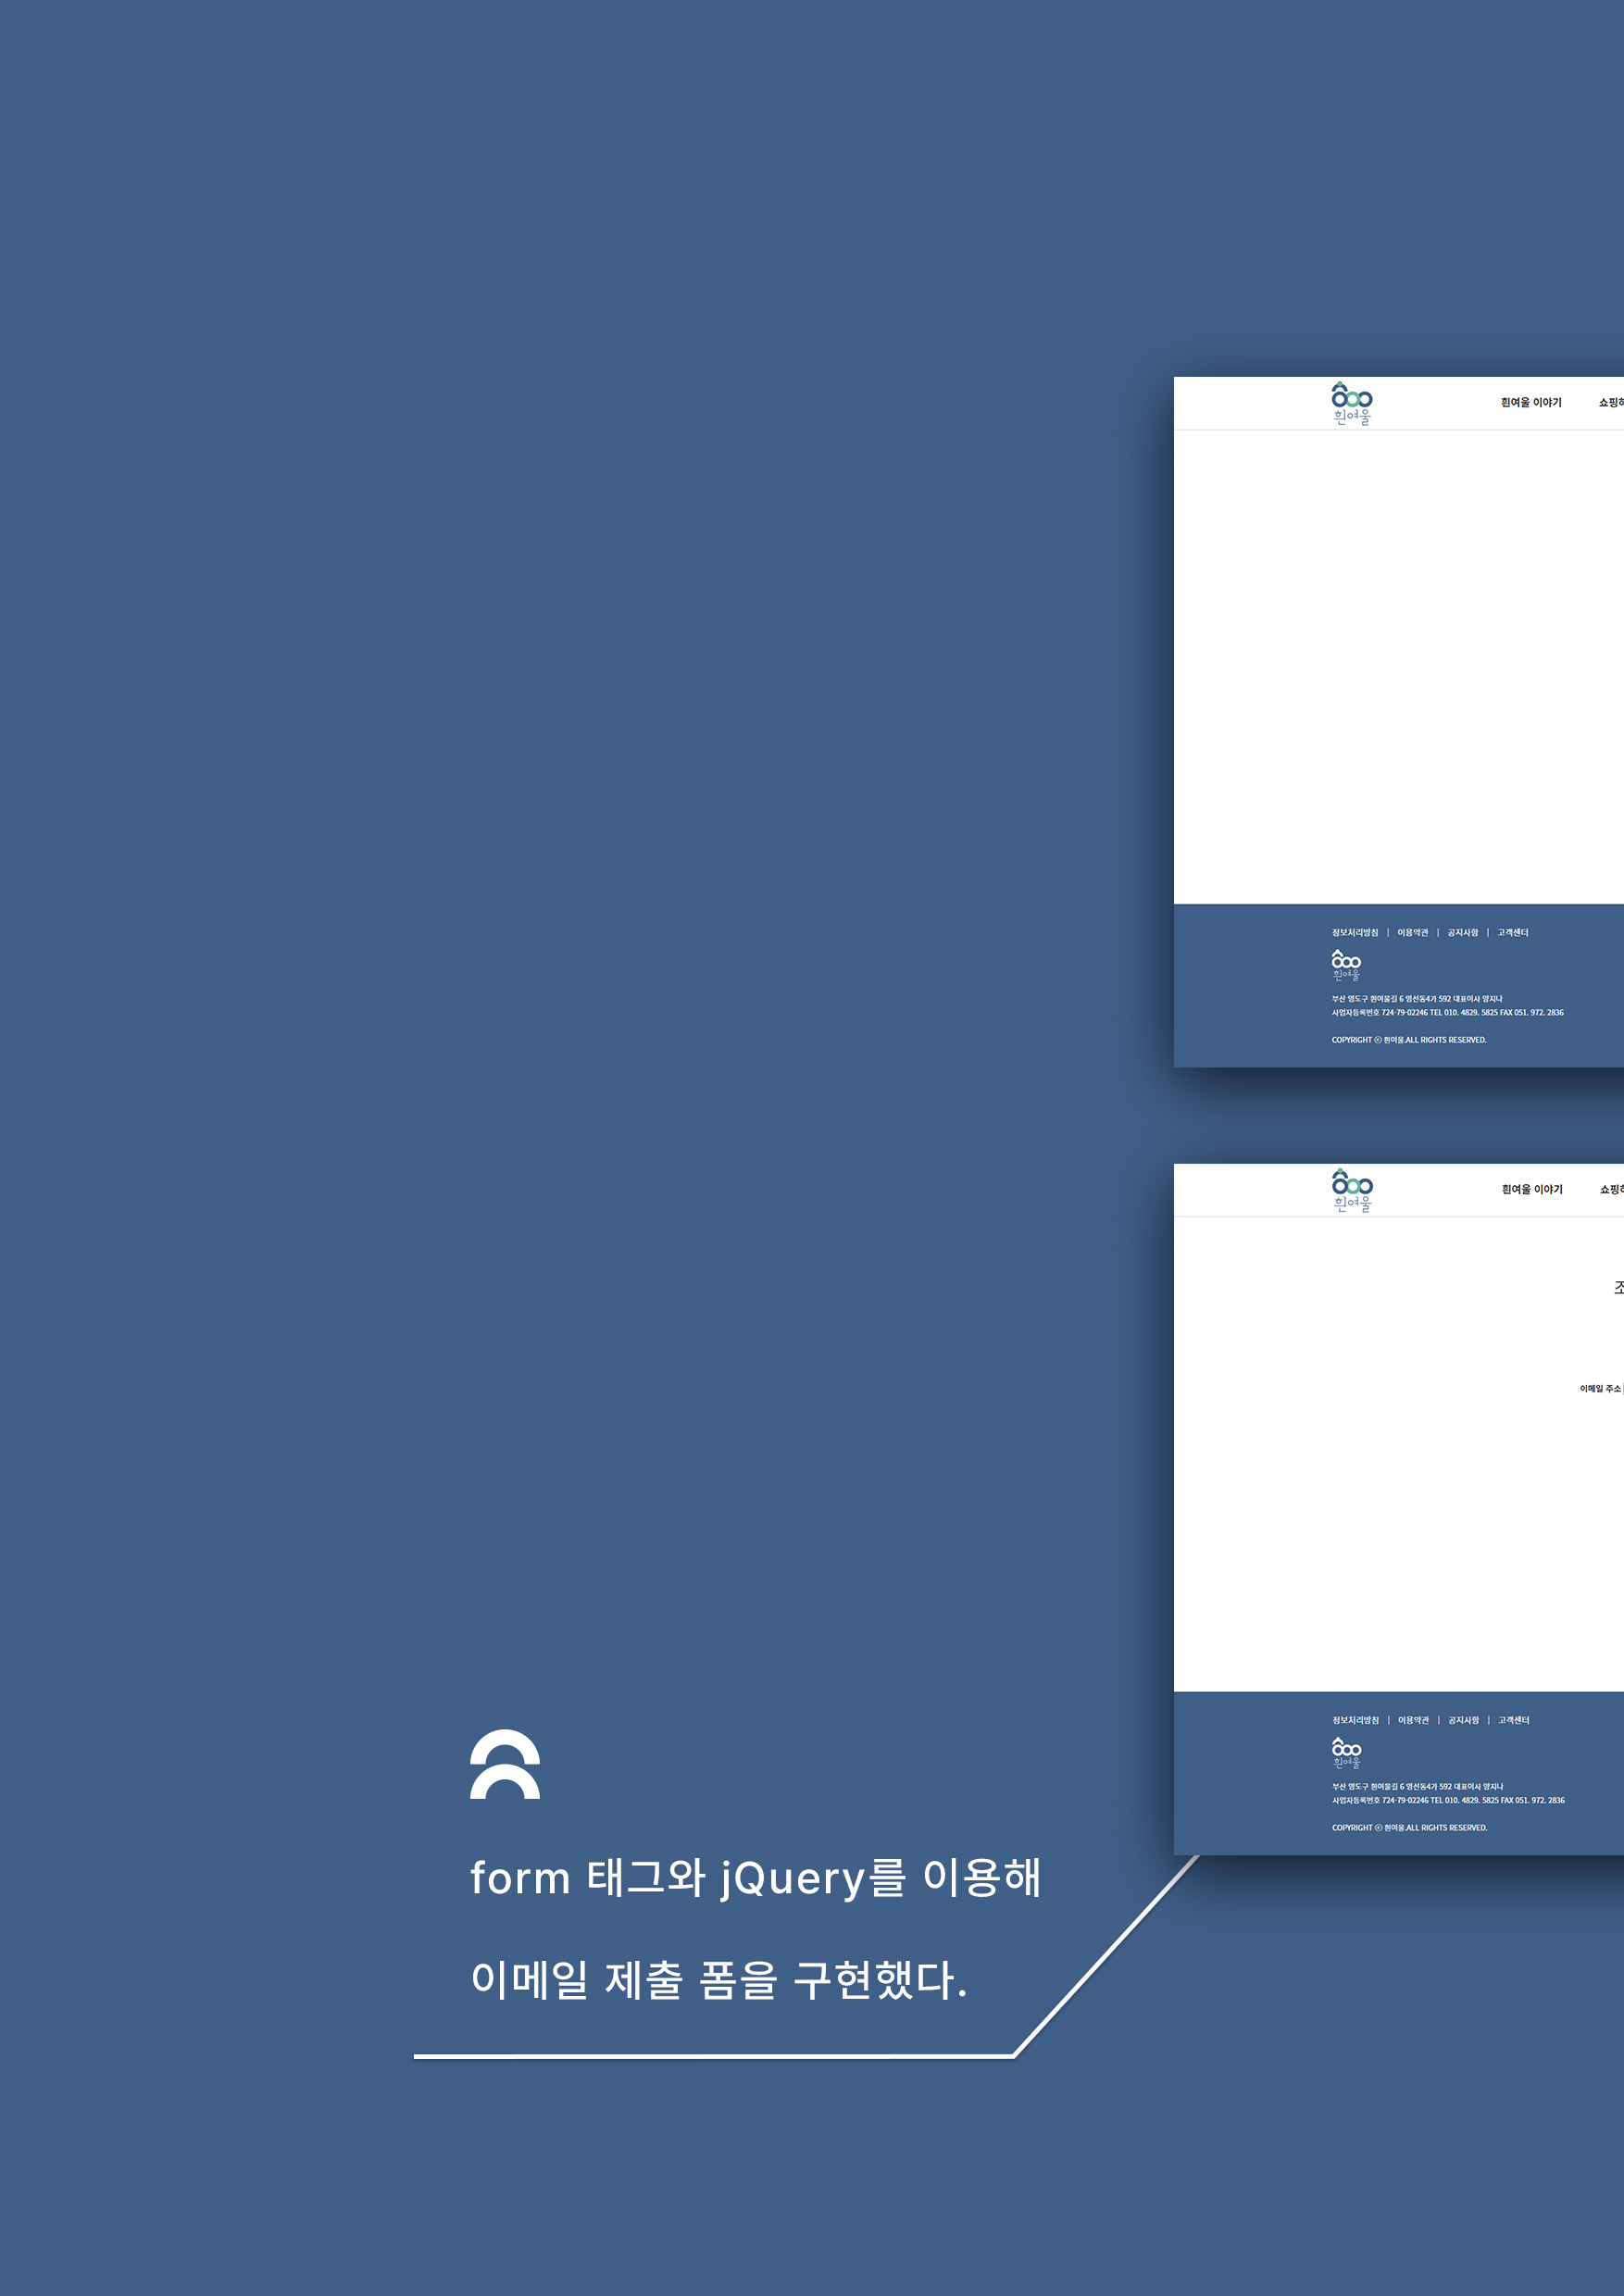 흰여울
흰여울 이야기
정보처리방침 | 이용약관 | 공지사항 | 고객센터
흰여울
부산 영도구 흰여울길 6 영선동4가 592 대표이사 양지나
사업자등록번호 724-79-02246 TEL 010. 4829. 5825 FAX 051. 972. 2836
COPYRIGHT ⓒ 흰여울.ALL RIGHTS RESERVED.
흰여울
흰여울 이야기
이메일 주소
정보처리방침 | 이용약관 | 공지사항 | 고객센터
흰여울
부산 영도구 흰여울길 6 영선동4가 592 대표이사 양지나
사업자등록번호 724-79-02246 TEL 010. 4829. 5825 FAX 051. 972. 2836
COPYRIGHT ⓒ 흰여울.ALL RIGHTS RESERVED.
form 태그와 jQuery를 이용해
이메일 제출 폼을 구현했다.